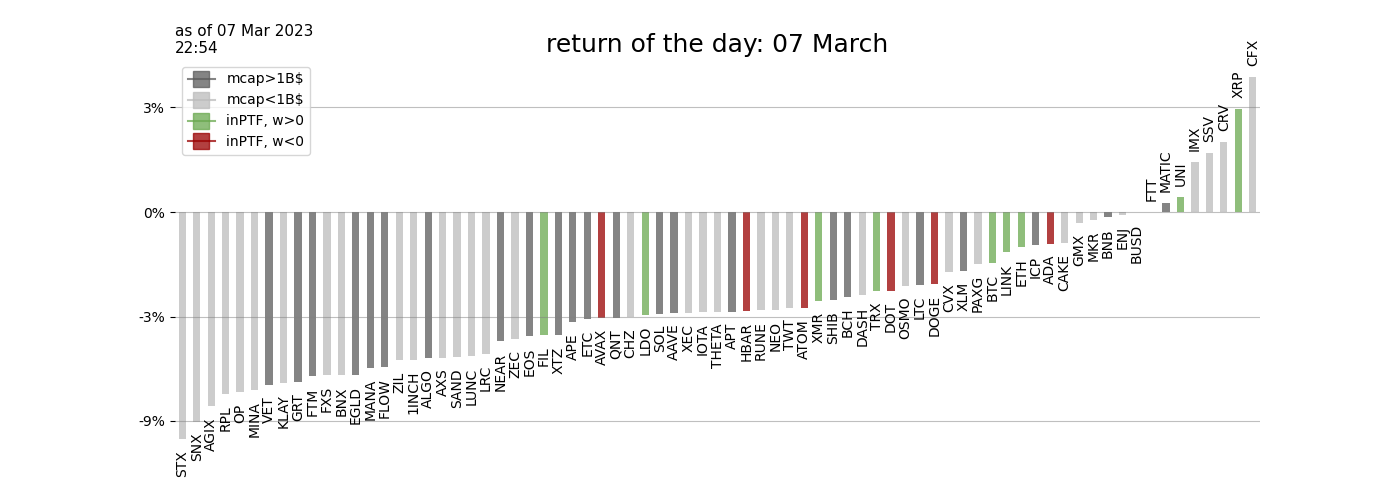 as of 07 Mar 2023
22:54
return of the day: 07 March
mcap>1B$
mcap<1B$
inPTF, w>0
inPTF, w<0
3%
0%
-3%
-9%
STX
SNX
AGIX
RPL
OP
MINA
VET
KLAY
GRT
FTM
FXS
BNX
EGLD
MANA
FLOW
ZIL
1INCH
ALGO
AXS
SAND
LUNC
LRC
NEAR
ZEC
EOS
FIL
XTZ
APE
ETC
AVAX
QNT
CHZ
LDO
SOL
AAVE
XEC
IOTA
THETA
APT
HBAR
RUNE
NEO
TWT
ATOM
XMR
SHIB
BCH
DASH
TRX
DOT
OSMO
LTC
DOGE
CVX
XLM
PAXG
BTC
LINK
ETH
ICP
ADA
CAKE
GMX
MKR
BNB
ENJ
BUSD
FTT
MATIC
UNI
IMX
SSV
CRV
XRP
CFX